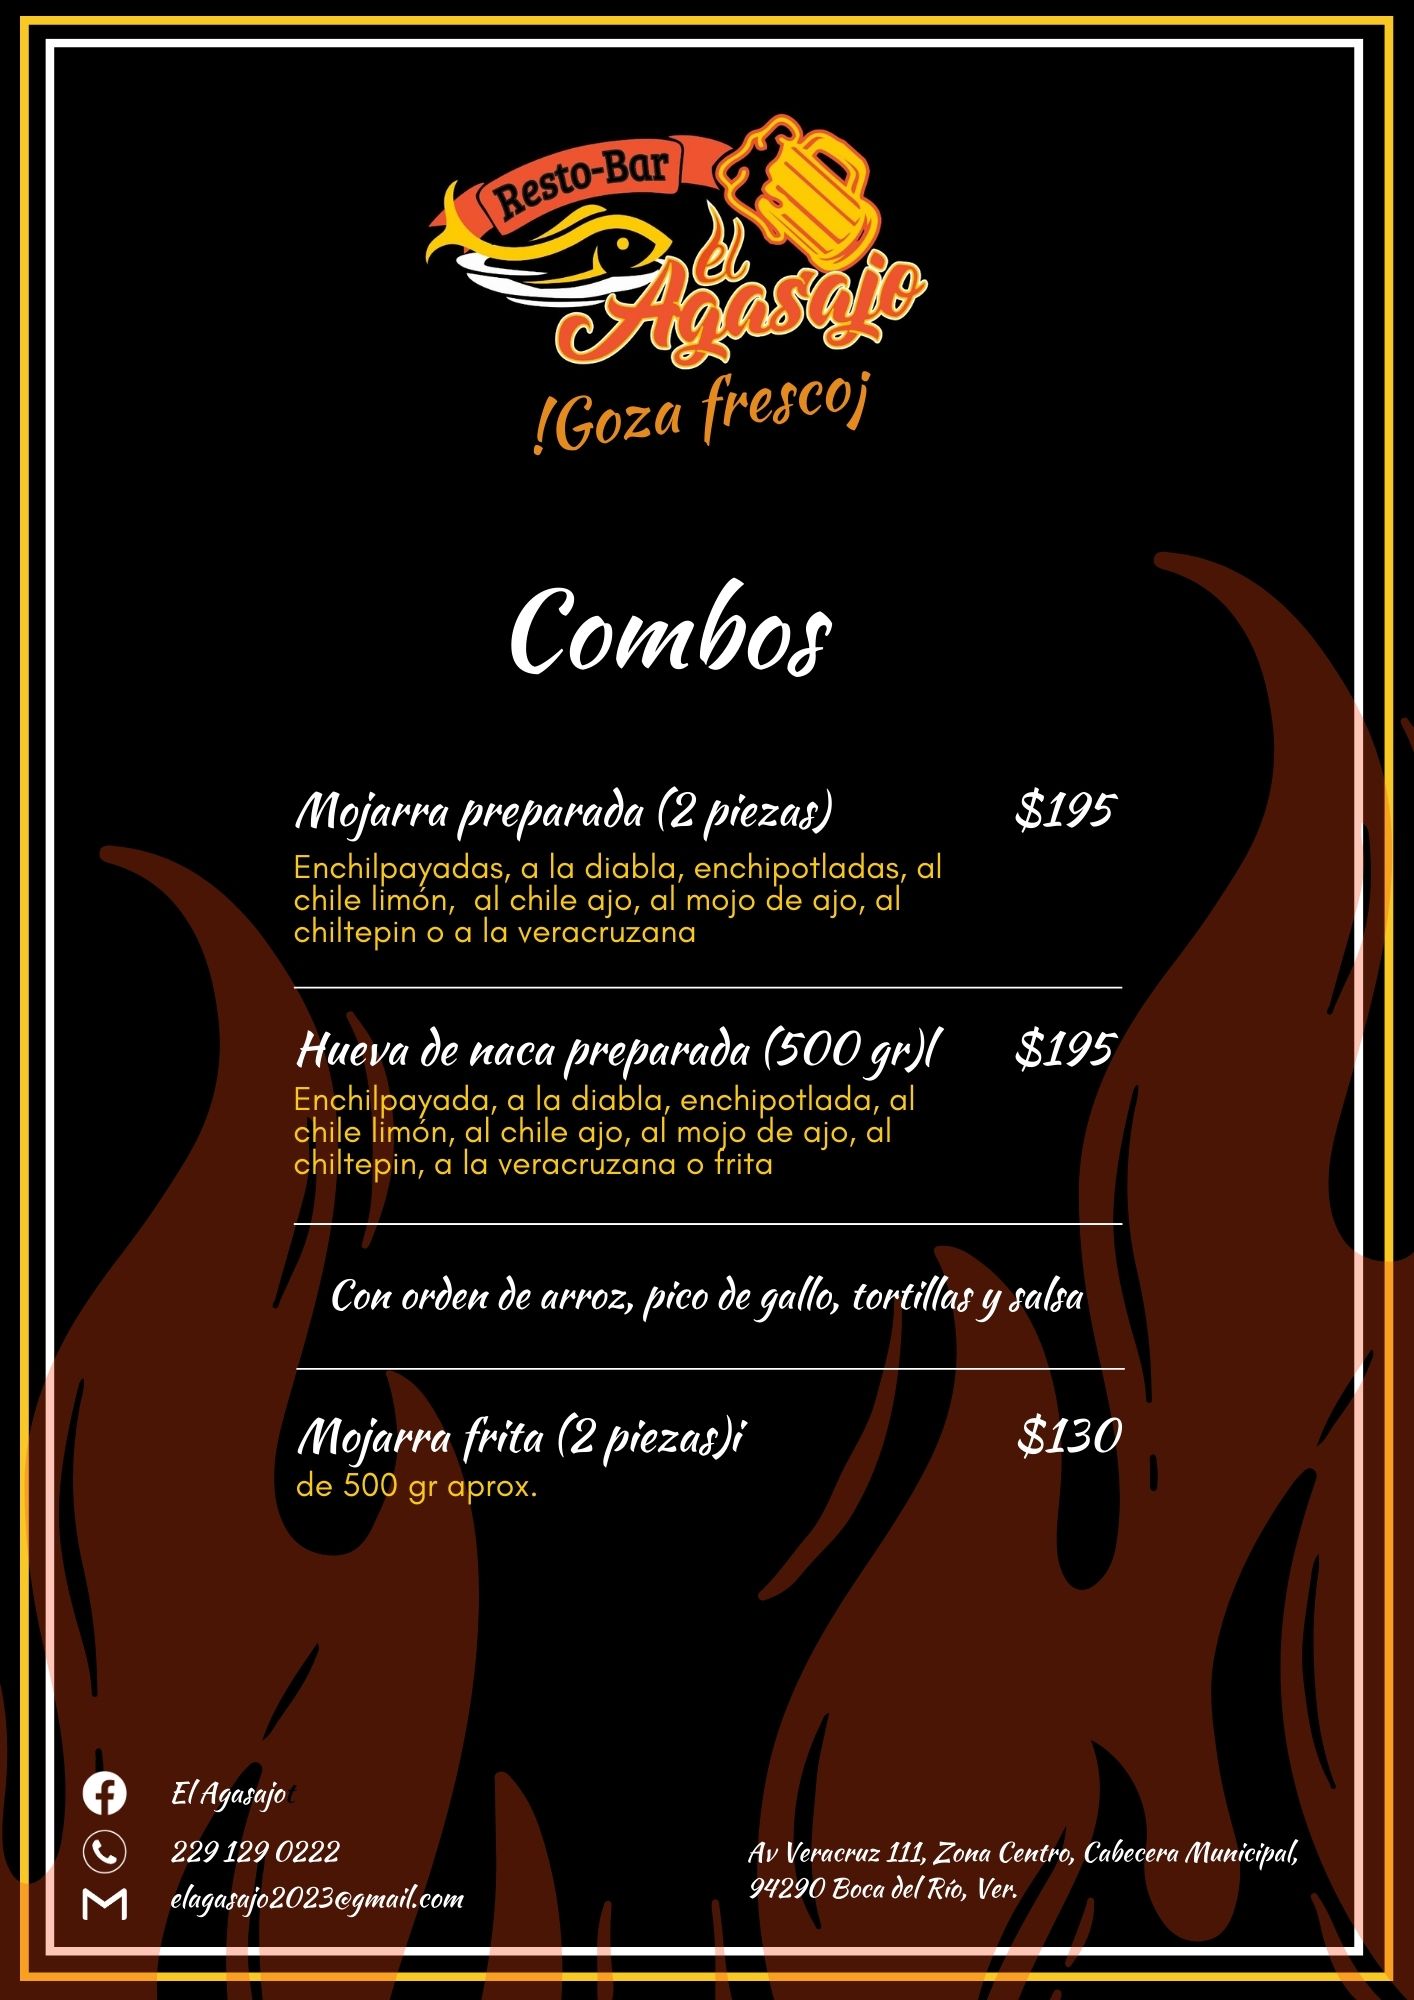 Resto-Bar
el
Agasajo
!Goza fresco¡
Combos
Mojarra preparada (2 piezas) $195
Enchilpayadas, a la diabla, enchipotladas, al
chile limón, al chile ajo, al mojo de ajo, al
chiltepin o a la veracruzana
Hueva de naca preparada (500 gr)l $195
Enchilpayada, a la diabla, enchipotlada, al
chile limón, al chile ajo, al mojo de ajo, al
chiltepin, a la veracruzana o frita
Con orden de arroz, pico de gallo, tortillas y salsa
Mojarra frita (2 piezas)i $130
de 500 gr aprox.
El Agasajot
229 129 0222
elagasajo2023@gmail.com
Av Veracruz 111, Zona Centro, Cabecera Municipal,
94290 Boca del Río, Ver.